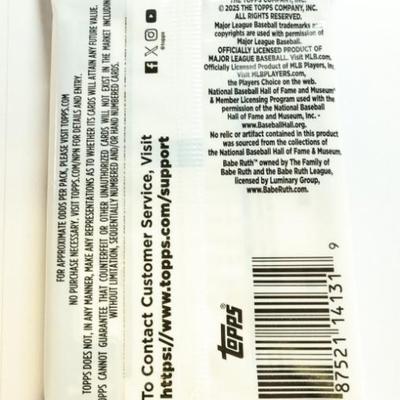 FOR APPROXIMATE ODDS PER PACK, PLEASE VISIT TOPPS.COM
NO PURCHASE NECESSARY. VISIT TOPPS.COM/NPN FOR DETAILS AND ENTRY.
TOPPS DOES NOT, IN ANY MANNER, MAKE ANY REPRESENTATIONS AS TO WHETHER ITS CARDS WILL ATTAIN ANY FUTURE VALUE.
TOPPS CANNOT GUARANTEE THAT COUNTERFEIT OR OTHER UNAUTHORIZED CARDS WILL NOT EXIST IN THE MARKET INCLUDING,
WITHOUT LIMITATION, SEQUENTIALLY NUMBERED AND/OR HAND NUMBERED CARDS.
@topps
To Contact Customer Service, Visit
https://www.topps.com/support
THE TOPPS COMPANY, INC.
© 2025 THE TOPPS COMPANY, INC.
ALL RIGHTS RESERVED.
Major League Baseball trademarks
copyrights are used with permission of
Major League Baseball.
OFFICIALLY LICENSED PRODUCT OF
MAJOR LEAGUE BASEBALL. Visit MLB.com.
Officially Licensed Product of MLB Players, Inc.
Visit MLBPLAYERS.com,
the Players Choice on the web.
National Baseball Hall of Fame and Museum®
& Member Licensing Program used with the
permission of the National Baseball
Hall of Fame and Museum, Inc. -
www.BaseballHall.org.
No relic or artifact contained in this product
was sourced from the collections of
the National Baseball Hall of Fame & Museum.
Babe Ruth™ owned by The Family of
Babe Ruth and the Babe Ruth League,
licensed by Luminary Group,
www.BabeRuth.com.
topps®
87521 14131 9